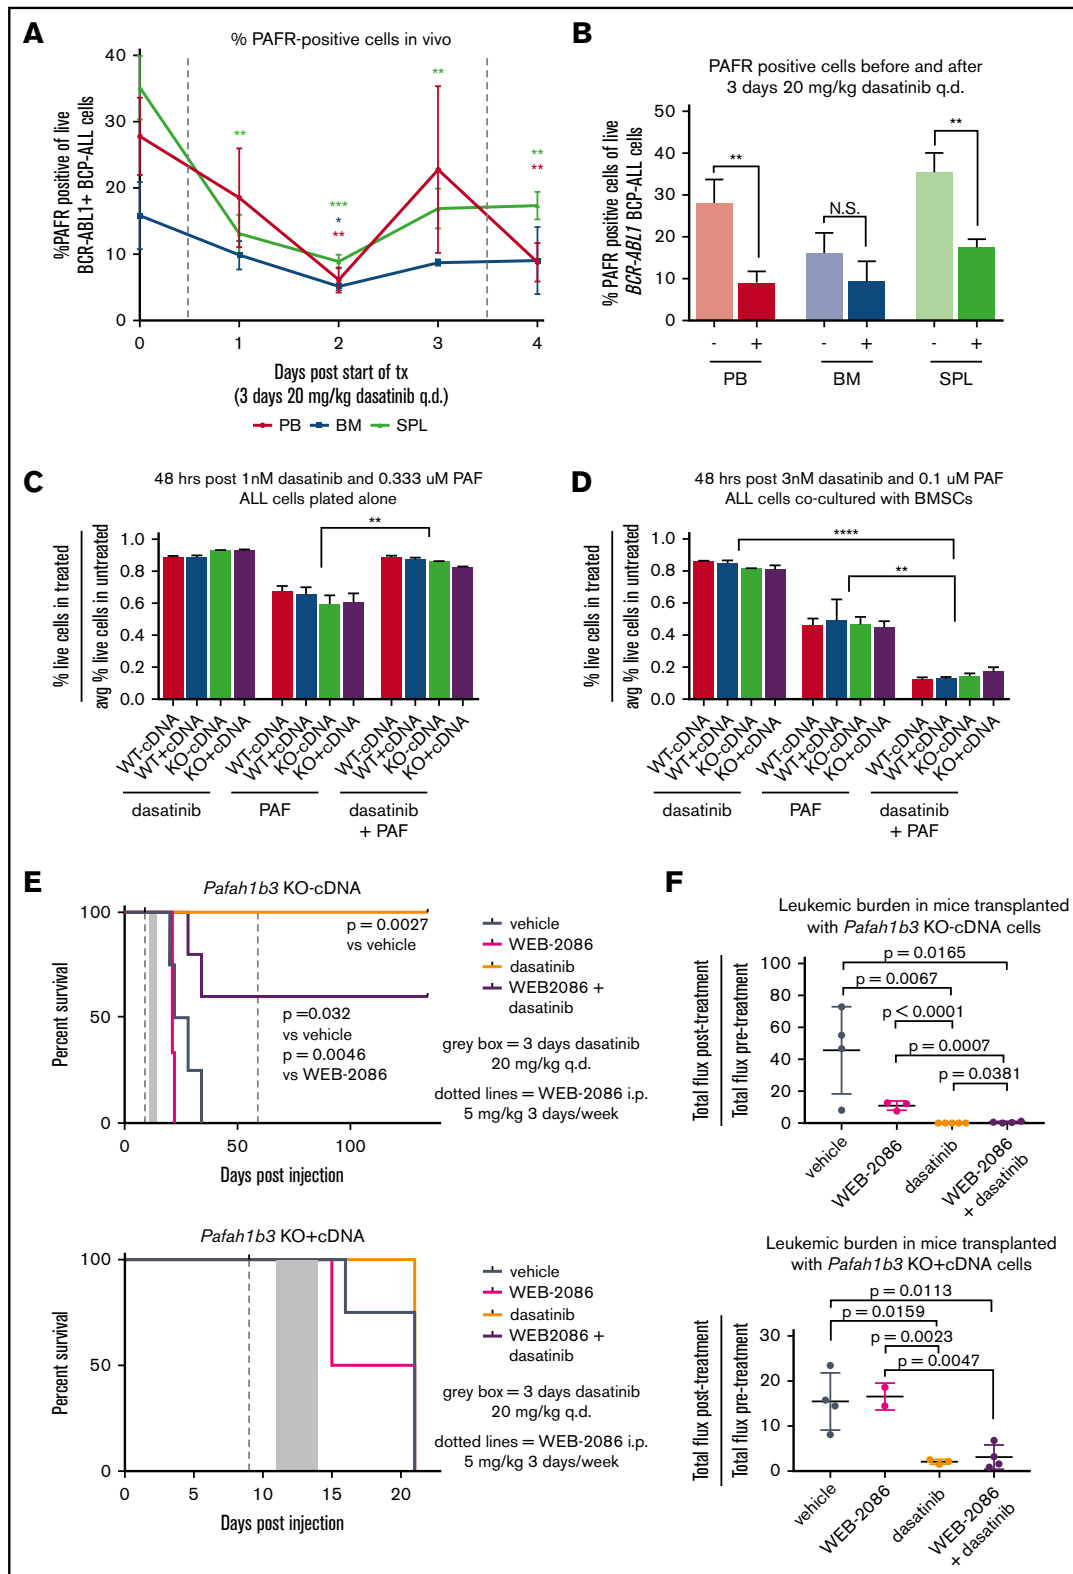 A
% PAFR-positive cells in vivo
%PAFR positive of live
BCR-ABL1+ BCP-ALL cells
40
30
20
10
0
**
***
*
**
**
**
**
0 1 2 3 4
Days post start of tx
(3 days 20 mg/kg dasatinib q.d.)
PB BM SPL
B
PAFR positive cells before and after
3 days 20 mg/kg dasatinib q.d.
% PAFR positive cells of live
BCR-ABL1 BCP-ALL cells
50
40
30
20
10
0
**
N.S.
**
- + - + - +
PB BM SPL
C
48 hrs post 1nM dasatinib and 0.333 uM PAF
ALL cells plated alone
% live cells in treated
avg % live cells in untreated
1.0
0.8
0.6
0.4
0.2
0.0
**
WT-cDNA
WT+cDNA
KO-cDNA
KO+cDNA
WT-cDNA
WT+cDNA
KO-cDNA
KO+cDNA
WT-cDNA
WT+cDNA
KO-cDNA
KO+cDNA
dasatinib PAF dasatinib
+ PAF
D
48 hrs post 3nM dasatinib and 0.1 uM PAF
ALL cells co-cultured with BMSCs
% live cells in treated
avg % live cells in untreated
1.0
0.8
0.6
0.4
0.2
0.0
****
**
WT-cDNA
WT+cDNA
KO-cDNA
KO+cDNA
WT-cDNA
WT+cDNA
KO-cDNA
KO+cDNA
WT-cDNA
WT+cDNA
KO-cDNA
KO+cDNA
dasatinib PAF dasatinib
+ PAF
E
Pafah1b3 KO-cDNA
Percent survival
100
50
0
p = 0.0027
vs vehicle
p =0.032
vs vehicle
p = 0.0046
vs WEB-2086
0 50 100
Days post injection
vehicle
WEB-2086
dasatinib
WEB2086 +
dasatinib
grey box = 3 days dasatinib
20 mg/kg q.d.
dotted lines = WEB-2086 i.p.
5 mg/kg 3 days/week
Pafah1b3 KO+cDNA
Percent survival
100
50
0
0 5 10 15 20
Days post injection
vehicle
WEB-2086
dasatinib
WEB2086 +
dasatinib
grey box = 3 days dasatinib
20 mg/kg q.d.
dotted lines = WEB-2086 i.p.
5 mg/kg 3 days/week
F
Leukemic burden in mice transplanted
with Pafah1b3 KO-cDNA cells
Total flux post-treatment
Total flux pre-treatment
100
80
60
40
20
0
p = 0.0165
p = 0.0067
p < 0.0001
p = 0.0007
p = 0.0381
vehicle
WEB-2086
dasatinib
WEB-2086
+ dasatinib
Leukemic burden in mice transplanted
with Pafah1b3 KO+cDNA cells
Total flux post-treatment
Total flux pre-treatment
30
20
10
0
p = 0.0113
p = 0.0159
p = 0.0023
p = 0.0047
vehicle
WEB-2086
dasatinib
WEB-2086
+ dasatinib